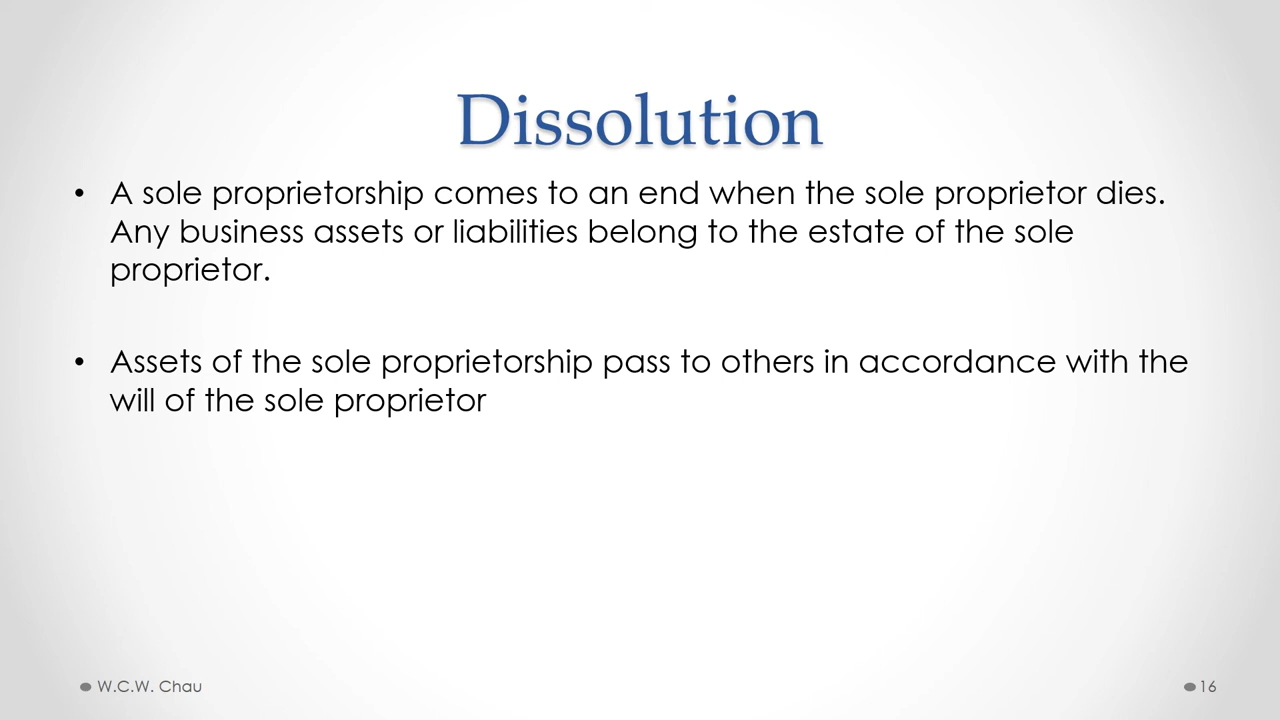 Dissolution
• A sole proprietorship comes to an end when the sole proprietor dies.
Any business assets or liabilities belong to the estate of the sole
proprietor.
• Assets of the sole proprietorship pass to others in accordance with the
will of the sole proprietor
W.C.W. Chau
16